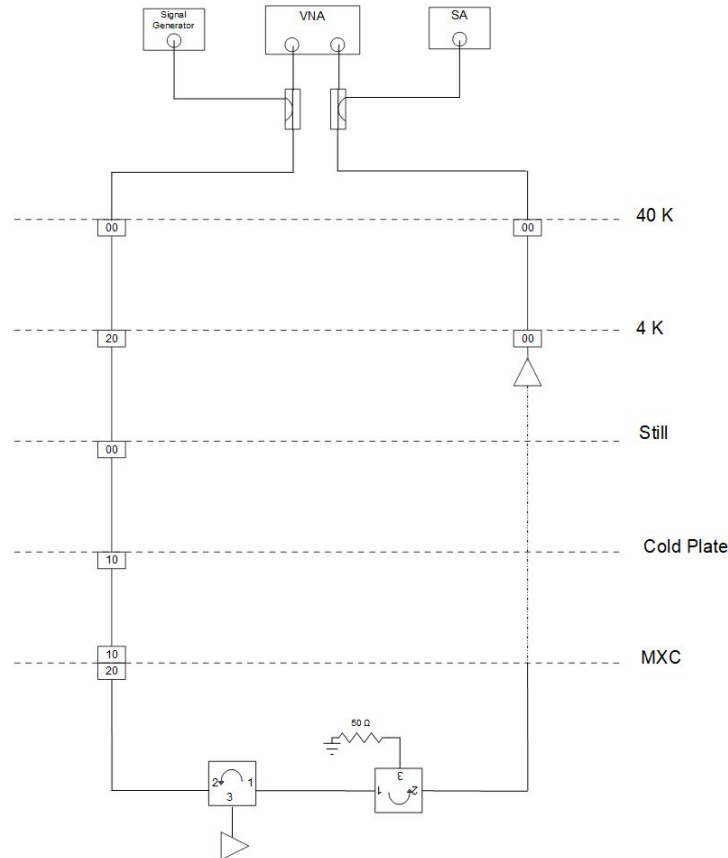 Signal
Generator
VNA
SA
40 K
00
00
4 K
20
00
Still
00
Cold Plate
10
MXC
10
20
50 Ω
2
1
3
3
1
2